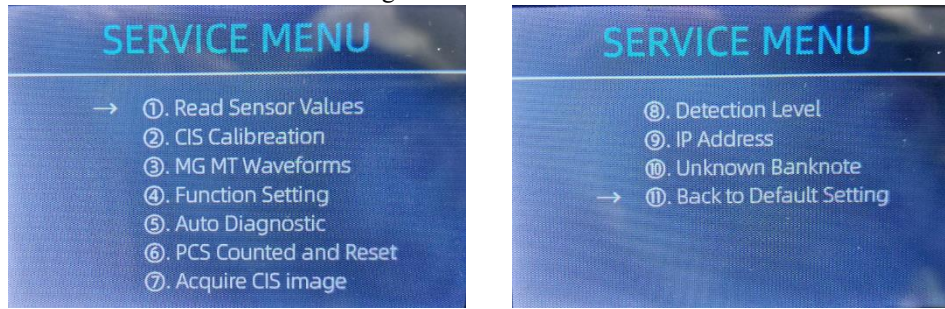 SERVICE MENU
→ ①. Read Sensor Values
②. CIS Calibreation
③. MG MT Waveforms
④. Function Setting
⑤. Auto Diagnostic
⑥. PCS Counted and Reset
⑦. Acquire CIS image
SERVICE MENU
⑧. Detection Level
⑨. IP Address
⑩. Unknown Banknote
→ ⑪. Back to Default Setting